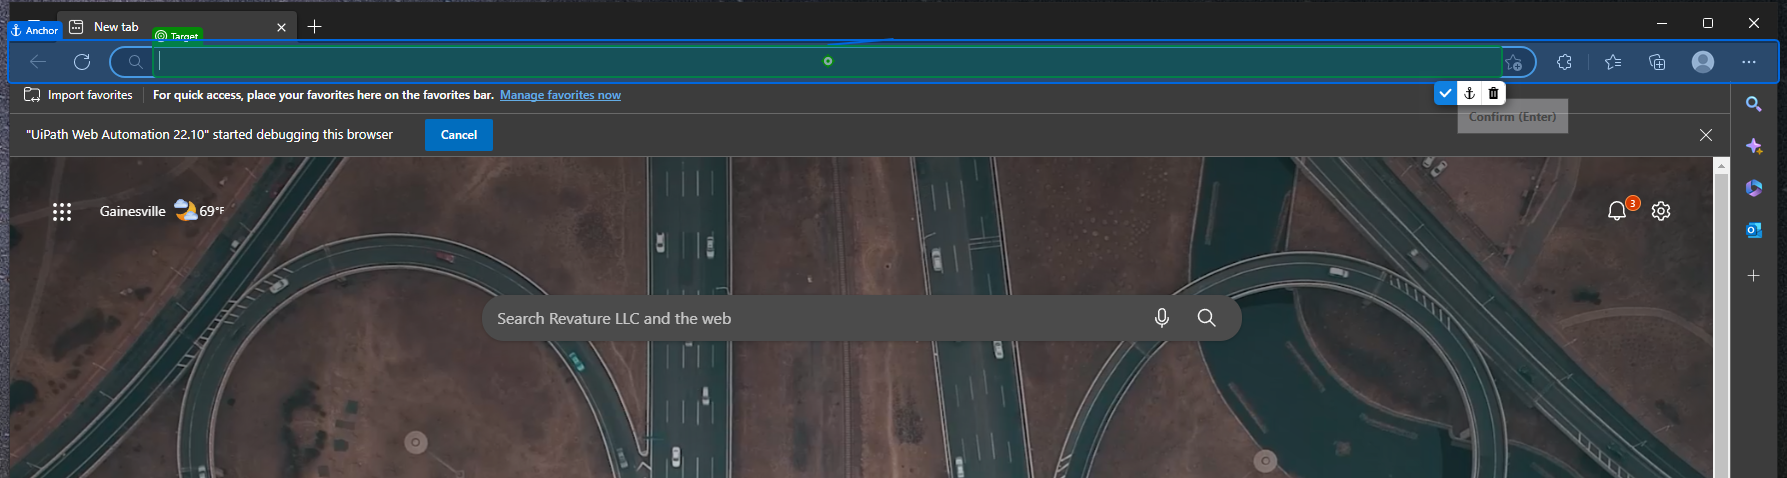 New tab
Anchor
Target
Import favorites
For quick access, place your favorites here on the favorites bar. Manage favorites now
Confirm (Enter)
"UiPath Web Automation 22.10" started debugging this browser
Cancel
Gainesville 69°F
3
Search Revature LLC and the web